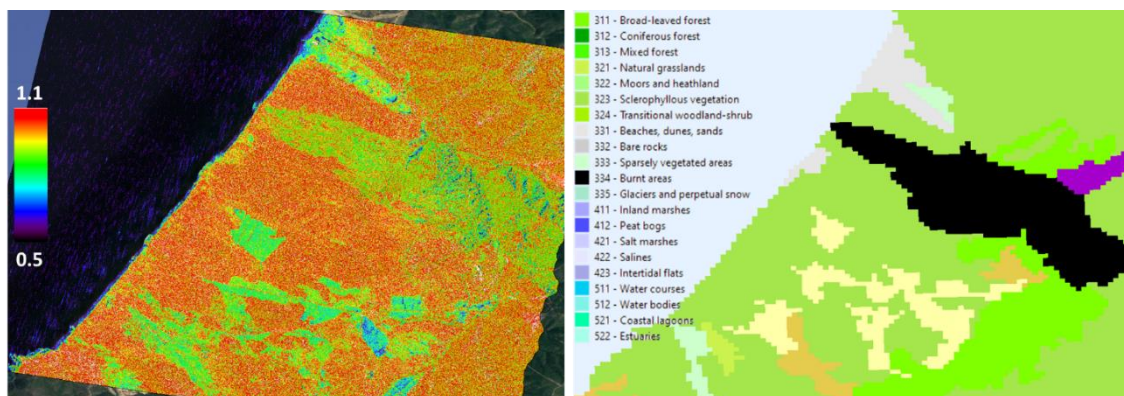 1.1
0.5
311 - Broad-leaved forest
312 - Coniferous forest
313 - Mixed forest
321 - Natural grasslands
322 - Moors and heathland
323 - Sclerophyllous vegetation
324 - Transitional woodland-shrub
331 - Beaches, dunes, sands
332 - Bare rocks
333 - Sparsely vegetated areas
334 - Burnt areas
335 - Glaciers and perpetual snow
411 - Inland marshes
412 - Peat bogs
421 - Salt marshes
422 - Salines
423 - Intertidal flats
511 - Water courses
512 - Water bodies
521 - Coastal lagoons
522 - Estuaries